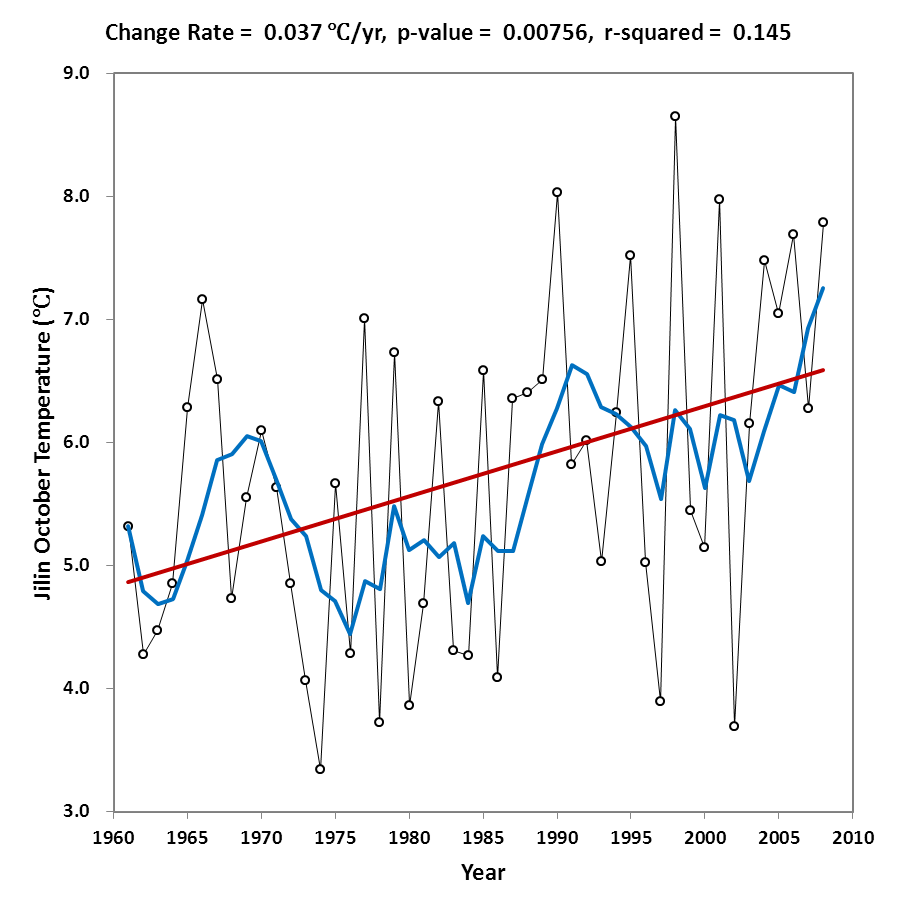 Change Rate = 0.037 ℃/yr, p-value = 0.00756, r-squared = 0.145
9.0
8.0
7.0
6.0
5.0
4.0
3.0
Jilin October Temperature (℃)
1960 1965 1970 1975 1980 1985 1990 1995 2000 2005 2010
Year